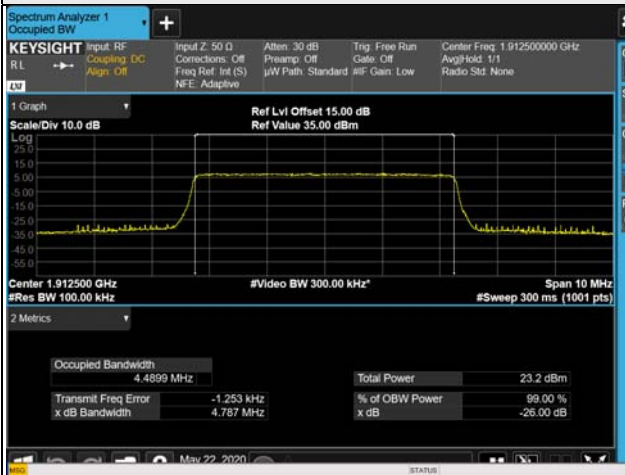 Spectrum Analyzer 1
Occupied BW
KEYSIGHT Input: RF Input Z: 50 Ω Atten: 30 dB Trig: Free Run Center Freq: 1.912500000 GHz
RL Coupling: DC Corrections: Off Preamp: Off Gate: Off Avg|Hold: 1/1
Align: Off Freq Ref: Int (S) µW Path: Standard #IF Gain: Low Radio Std: None
LXI NFE: Adaptive
1 Graph
Ref Lvl Offset 15.00 dB
Scale/Div 10.0 dB Ref Value 35.00 dBm
Log
25.0
15.0
5.00
-5.00
-15.0
-25.0
-35.0
-45.0
-55.0
Center 1.912500 GHz #Video BW 300.00 kHz* Span 10 MHz
#Res BW 100.00 kHz #Sweep 300 ms (1001 pts)
2 Metrics
Occupied Bandwidth
4.4899 MHz Total Power 23.2 dBm
Transmit Freq Error -1.253 kHz % of OBW Power 99.00 %
x dB Bandwidth 4.787 MHz x dB -26.00 dB
May 22, 2020
MSG STATUS